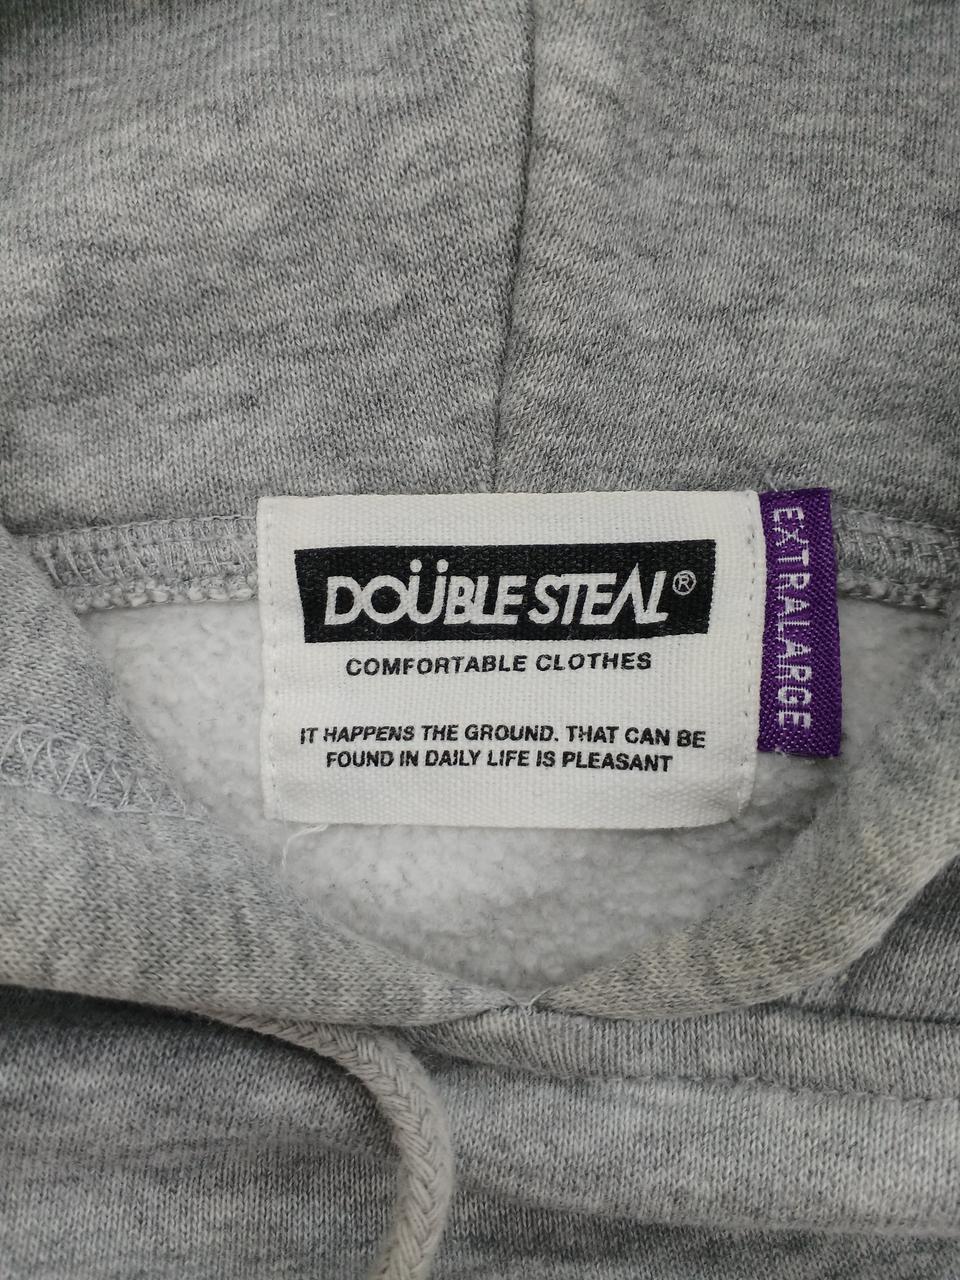 DOÜBLE STEAL®
COMFORTABLE CLOTHES
IT HAPPENS THE GROUND. THAT CAN BE
FOUND IN DAILY LIFE IS PLEASANT
EXTRALARGE